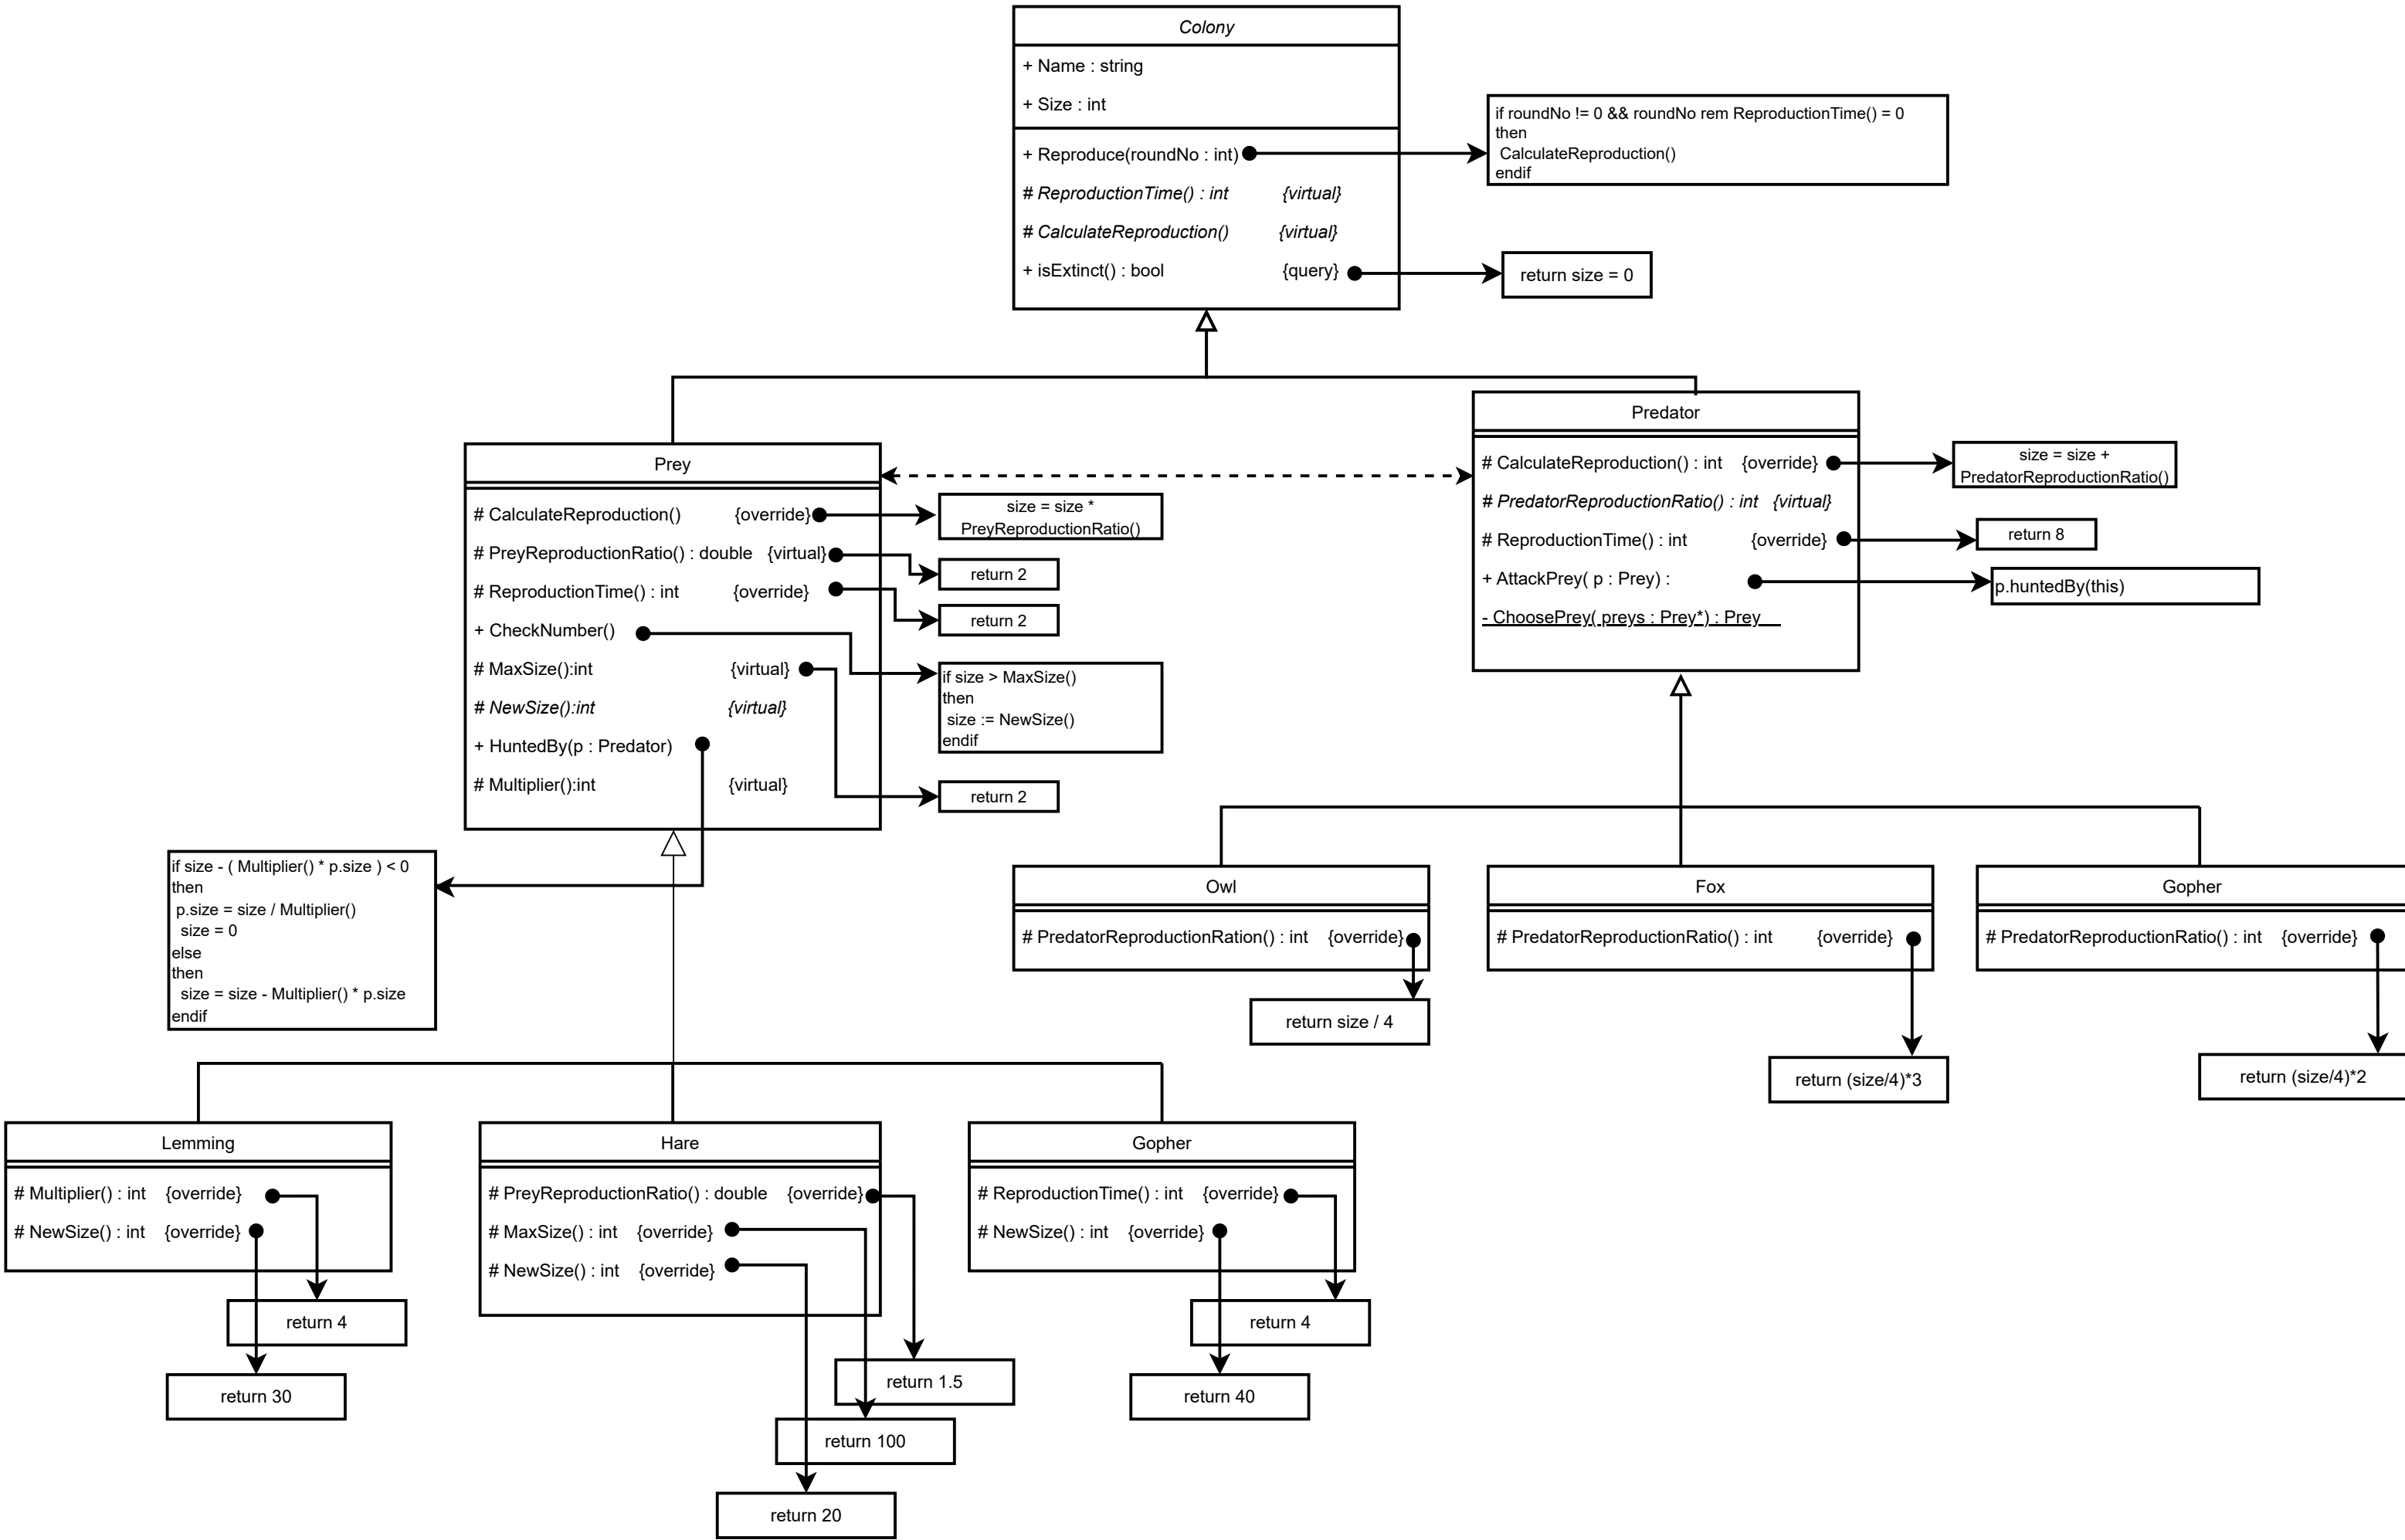 Colony
+ Name : string
+ Size : int
+ Reproduce(roundNo : int)
# ReproductionTime() : int {virtual}
# CalculateReproduction() {virtual}
+ isExtinct() : bool {query}
if roundNo != 0 && roundNo rem ReproductionTime() = 0
then
CalculateReproduction()
endif
return size = 0
Prey
# CalculateReproduction() {override}
# PreyReproductionRatio() : double {virtual}
# ReproductionTime() : int {override}
+ CheckNumber()
# MaxSize():int {virtual}
# NewSize():int {virtual}
+ HuntedBy(p : Predator)
# Multiplier():int {virtual}
size = size *
PreyReproductionRatio()
return 2
return 2
if size > MaxSize()
then
size := NewSize()
endif
return 2
if size - ( Multiplier() * p.size ) < 0
then
p.size = size / Multiplier()
size = 0
else
then
size = size - Multiplier() * p.size
endif
Predator
# CalculateReproduction() : int {override}
# PredatorReproductionRatio() : int {virtual}
# ReproductionTime() : int {override}
+ AttackPrey( p : Prey) :
- ChoosePrey( preys : Prey*) : Prey
size = size +
PredatorReproductionRatio()
return 8
p.huntedBy(this)
Owl
# PredatorReproductionRation() : int {override}
return size / 4
Fox
# PredatorReproductionRatio() : int {override}
return (size/4)*3
Gopher
# PredatorReproductionRatio() : int {override}
return (size/4)*2
Lemming
# Multiplier() : int {override}
# NewSize() : int {override}
return 4
return 30
Hare
# PreyReproductionRatio() : double {override}
# MaxSize() : int {override}
# NewSize() : int {override}
return 1.5
return 100
return 20
Gopher
# ReproductionTime() : int {override}
# NewSize() : int {override}
return 4
return 40